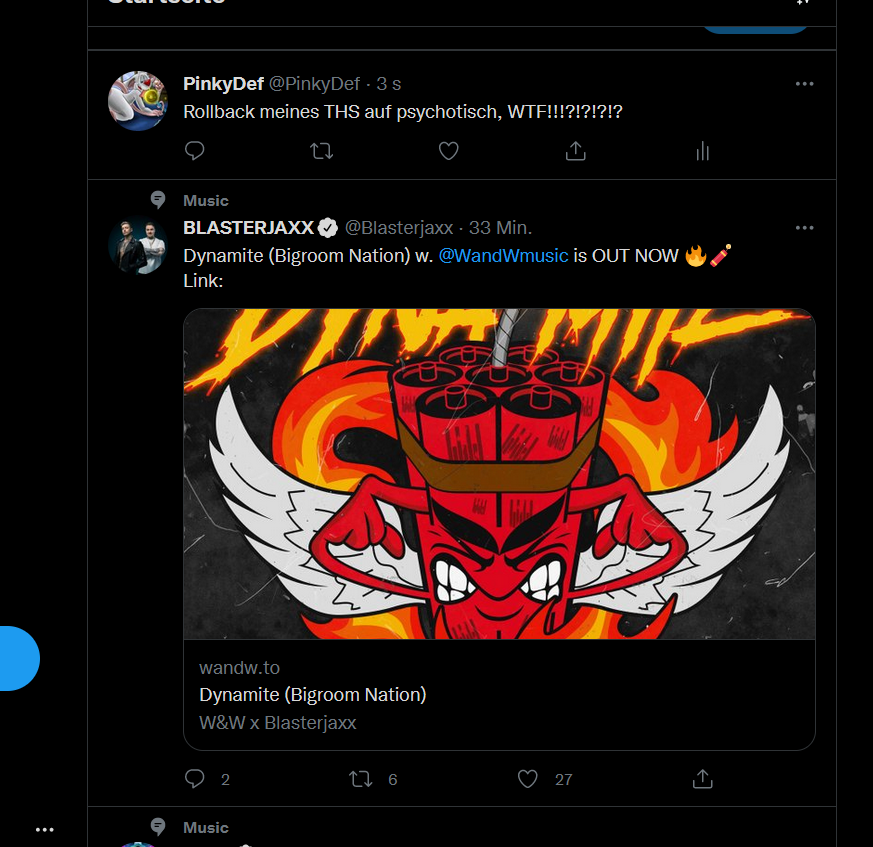 Startseite
PinkyDef @PinkyDef · 3 s
Rollback meines THS auf psychotisch, WTF!!!?!?!?!?
Music
BLASTERJAXX @Blasterjaxx · 33 Min.
Dynamite (Bigroom Nation) w. @WandWmusic is OUT NOW 🔥🧨
Link:
DYNAMITE
wandw.to
Dynamite (Bigroom Nation)
W&W x Blasterjaxx
2 6 27
Music